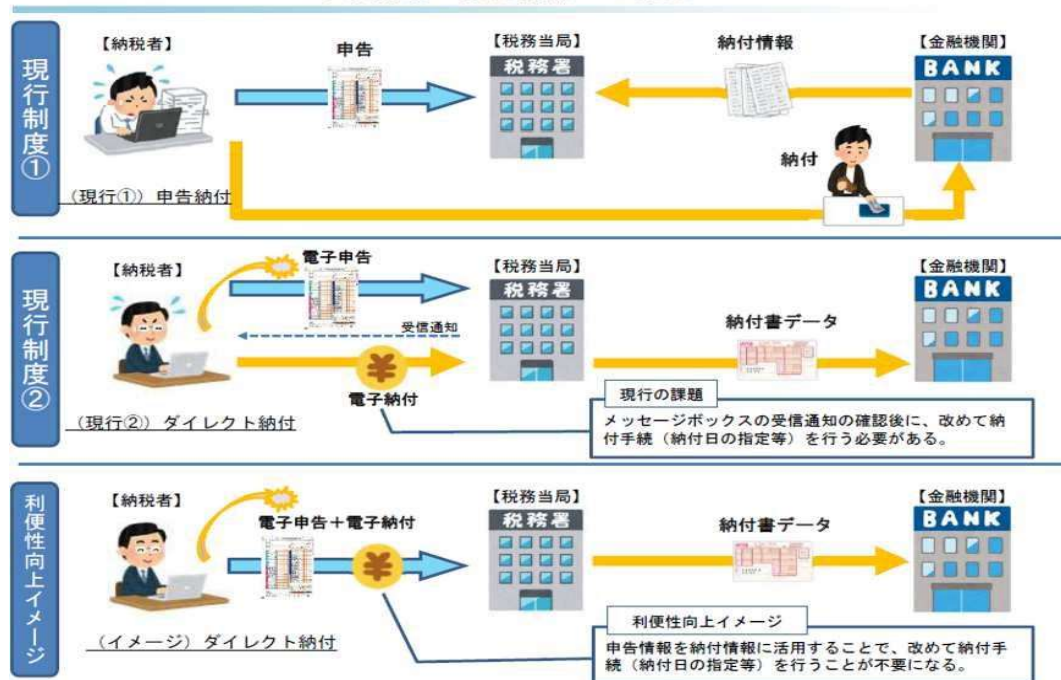 現行制度①
【納税者】
申告
【税務当局】
税務署
納付情報
【金融機関】
BANK
納付
(現行①) 申告納付
現行制度②
【納税者】
電子申告
受信通知
¥
電子納付
【税務当局】
税務署
納付書データ
【金融機関】
BANK
(現行②) ダイレクト納付
現行の課題
メッセージボックスの受信通知の確認後に、改めて納
付手続(納付日の指定等)を行う必要がある。
利便性向上イメージ
【納税者】
電子申告+電子納付
¥
【税務当局】
税務署
納付書データ
【金融機関】
BANK
(イメージ) ダイレクト納付
利便性向上イメージ
申告情報を納付情報に活用することで、改めて納付手
続(納付日の指定等)を行うことが不要になる。